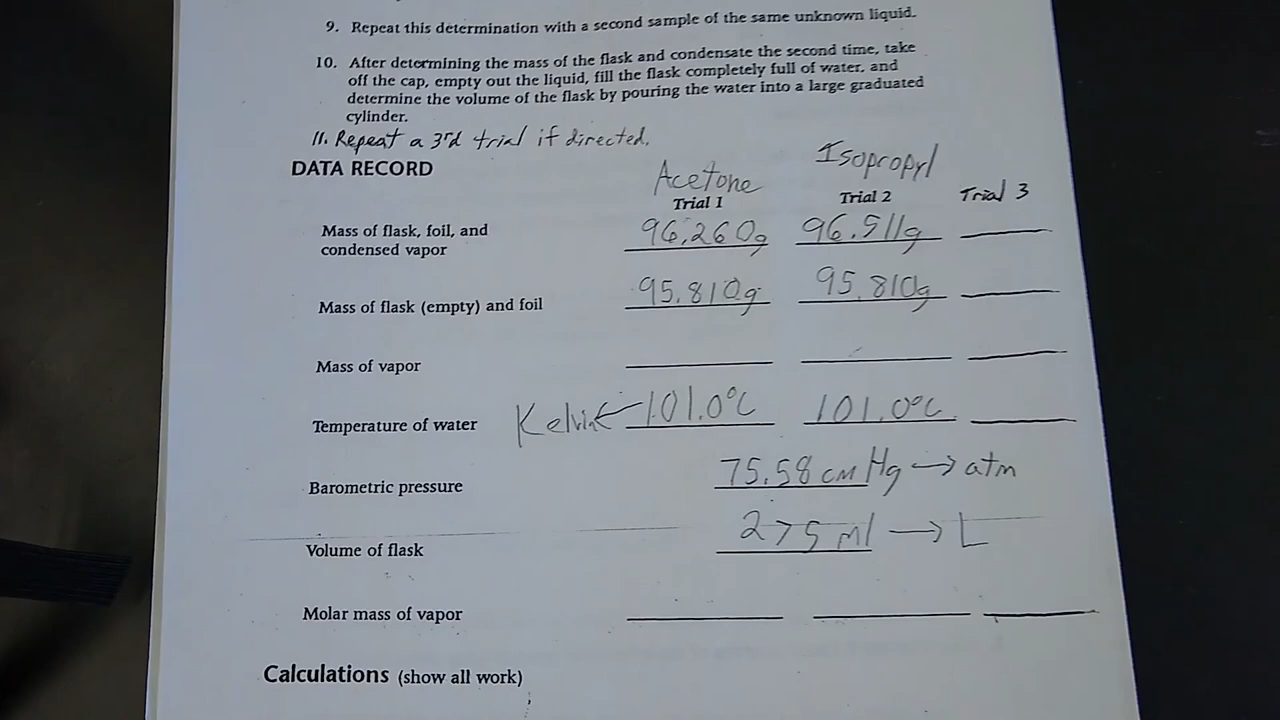 9. Repeat this determination with a second sample of the same unknown liquid.
10. After determining the mass of the flask and condensate the second time, take
off the cap, empty out the liquid, fill the flask completely full of water, and
determine the volume of the flask by pouring the water into a large graduated
cylinder.
11. Repeat a 3rd trial if directed.
DATA RECORD
Acetone Isopropyl
Trial 1 Trial 2 Trial 3
Mass of flask, foil, and
condensed vapor 96.260g 96.511g
Mass of flask (empty) and foil 95.810g 95.810g
Mass of vapor
Temperature of water Kelvin ← 101.0°C 101.0°C
Barometric pressure 75.58 cm Hg → atm
Volume of flask 275 ml → L
Molar mass of vapor
Calculations (show all work)